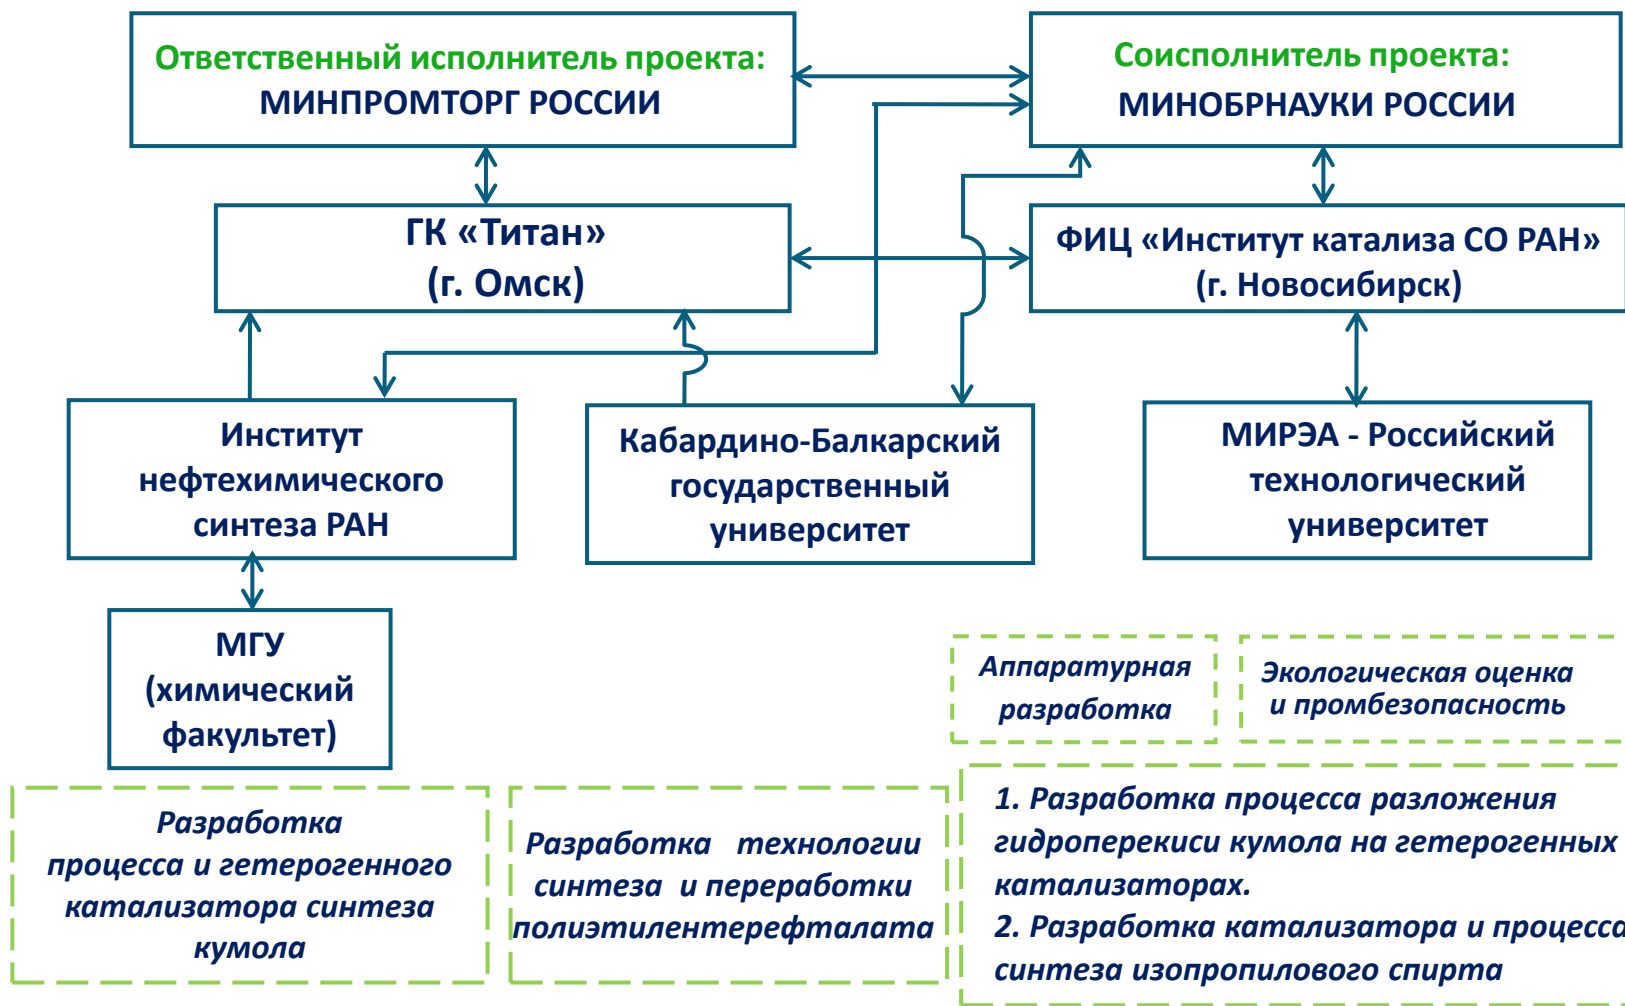 Ответственный исполнитель проекта:
МИНПРОМТОРГ РОССИИ
Соисполнитель проекта:
МИНОБРНАУКИ РОССИИ
ГК «Титан»
(г. Омск)
ФИЦ «Институт катализа СО РАН»
(г. Новосибирск)
Институт
нефтехимического
синтеза РАН
Кабардино-Балкарский
государственный
университет
МИРЭА - Российский
технологический
университет
МГУ
(химический
факультет)
Аппаратурная
разработка
Экологическая оценка
и промбезопасность
Разработка
процесса и гетерогенного
катализатора синтеза
кумола
Разработка технологии
синтеза и переработки
полиэтилентерефталата
1. Разработка процесса разложения
гидроперекиси кумола на гетерогенных
катализаторах.
2. Разработка катализатора и процесса
синтеза изопропилового спирта